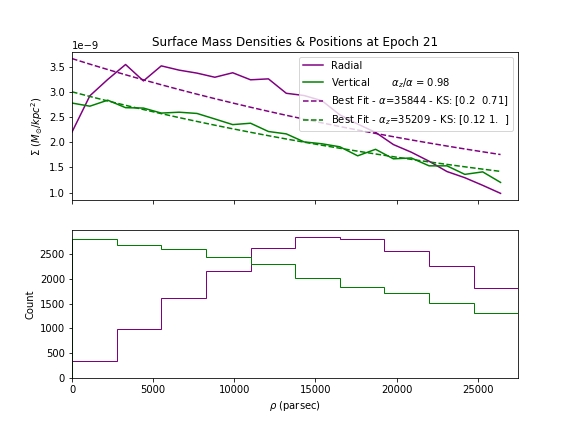 Surface Mass Densities & Positions at Epoch 21
1e−9
Σ (M⊙/kpc²)
3.5
3.0
2.5
2.0
1.5
1.0
Radial
Vertical α_z/α = 0.98
Best Fit - α=35844 - KS: [0.2 0.71]
Best Fit - α_z=35209 - KS: [0.12 1. ]
Count
2500
2000
1500
1000
500
0
0 5000 10000 15000 20000 25000
ρ (parsec)